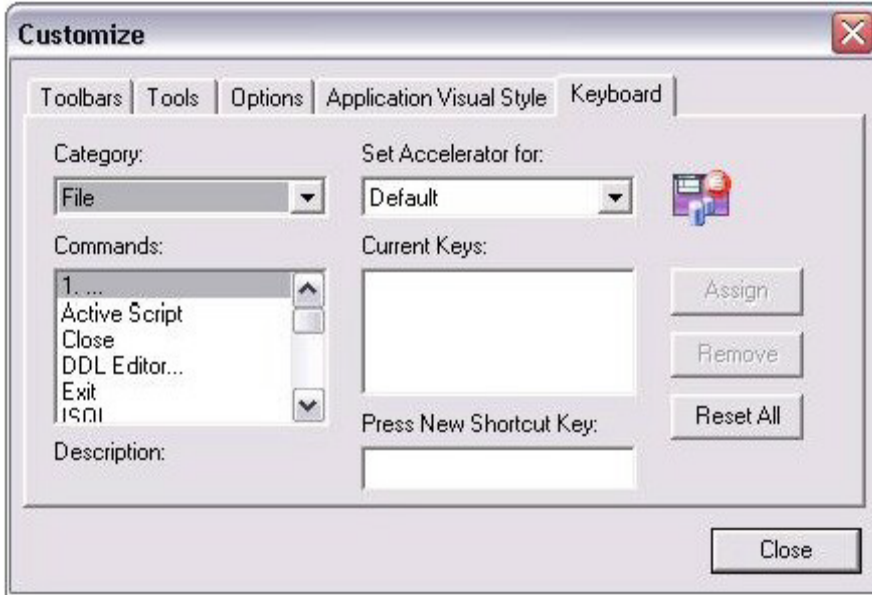 Customize
Toolbars Tools Options Application Visual Style Keyboard
Category: Set Accelerator for:
File Default
Commands: Current Keys:
1. ...
Active Script
Close
DDL Editor...
Exit
ISQL
Assign
Remove
Reset All
Press New Shortcut Key:
Description:
Close